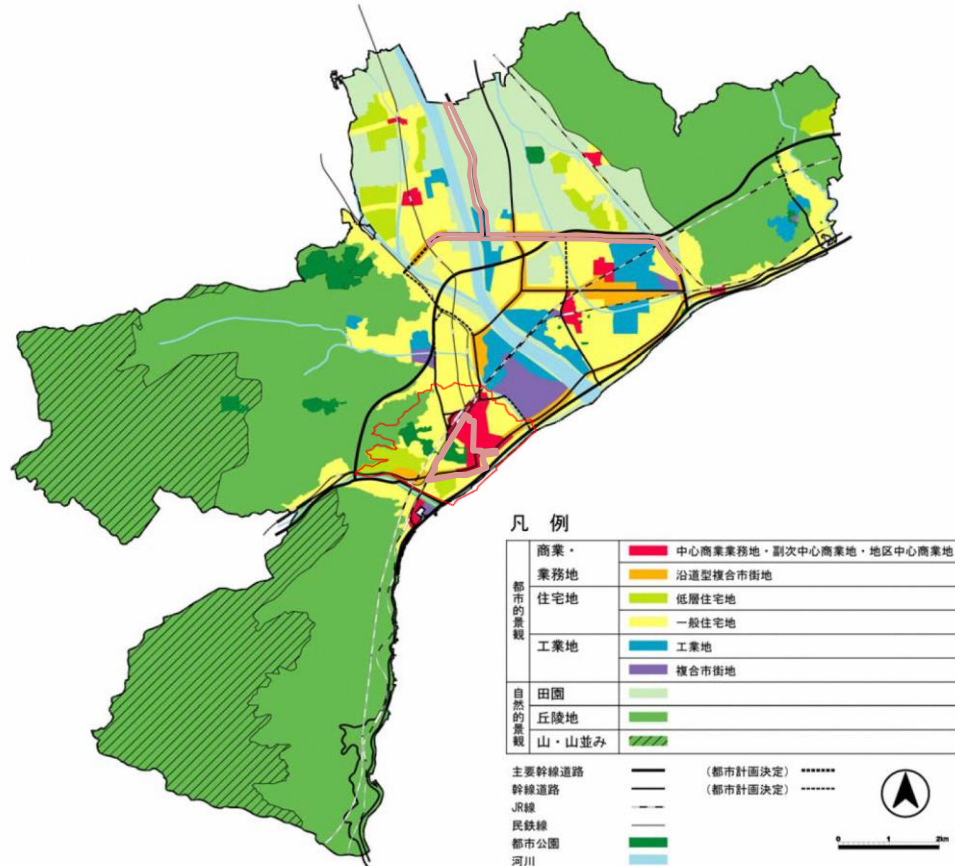 凡 例
都市的景観
商業・
業務地
中心商業業務地・副次中心商業地・地区中心商業地
沿道型複合市街地
住宅地
低層住宅地
一般住宅地
工業地
工業地
複合市街地
自然的景観
田園
丘陵地
山・山並み
主要幹線道路 (都市計画決定)
幹線道路 (都市計画決定)
JR線
民鉄線
都市公園
河川
0 1 2km